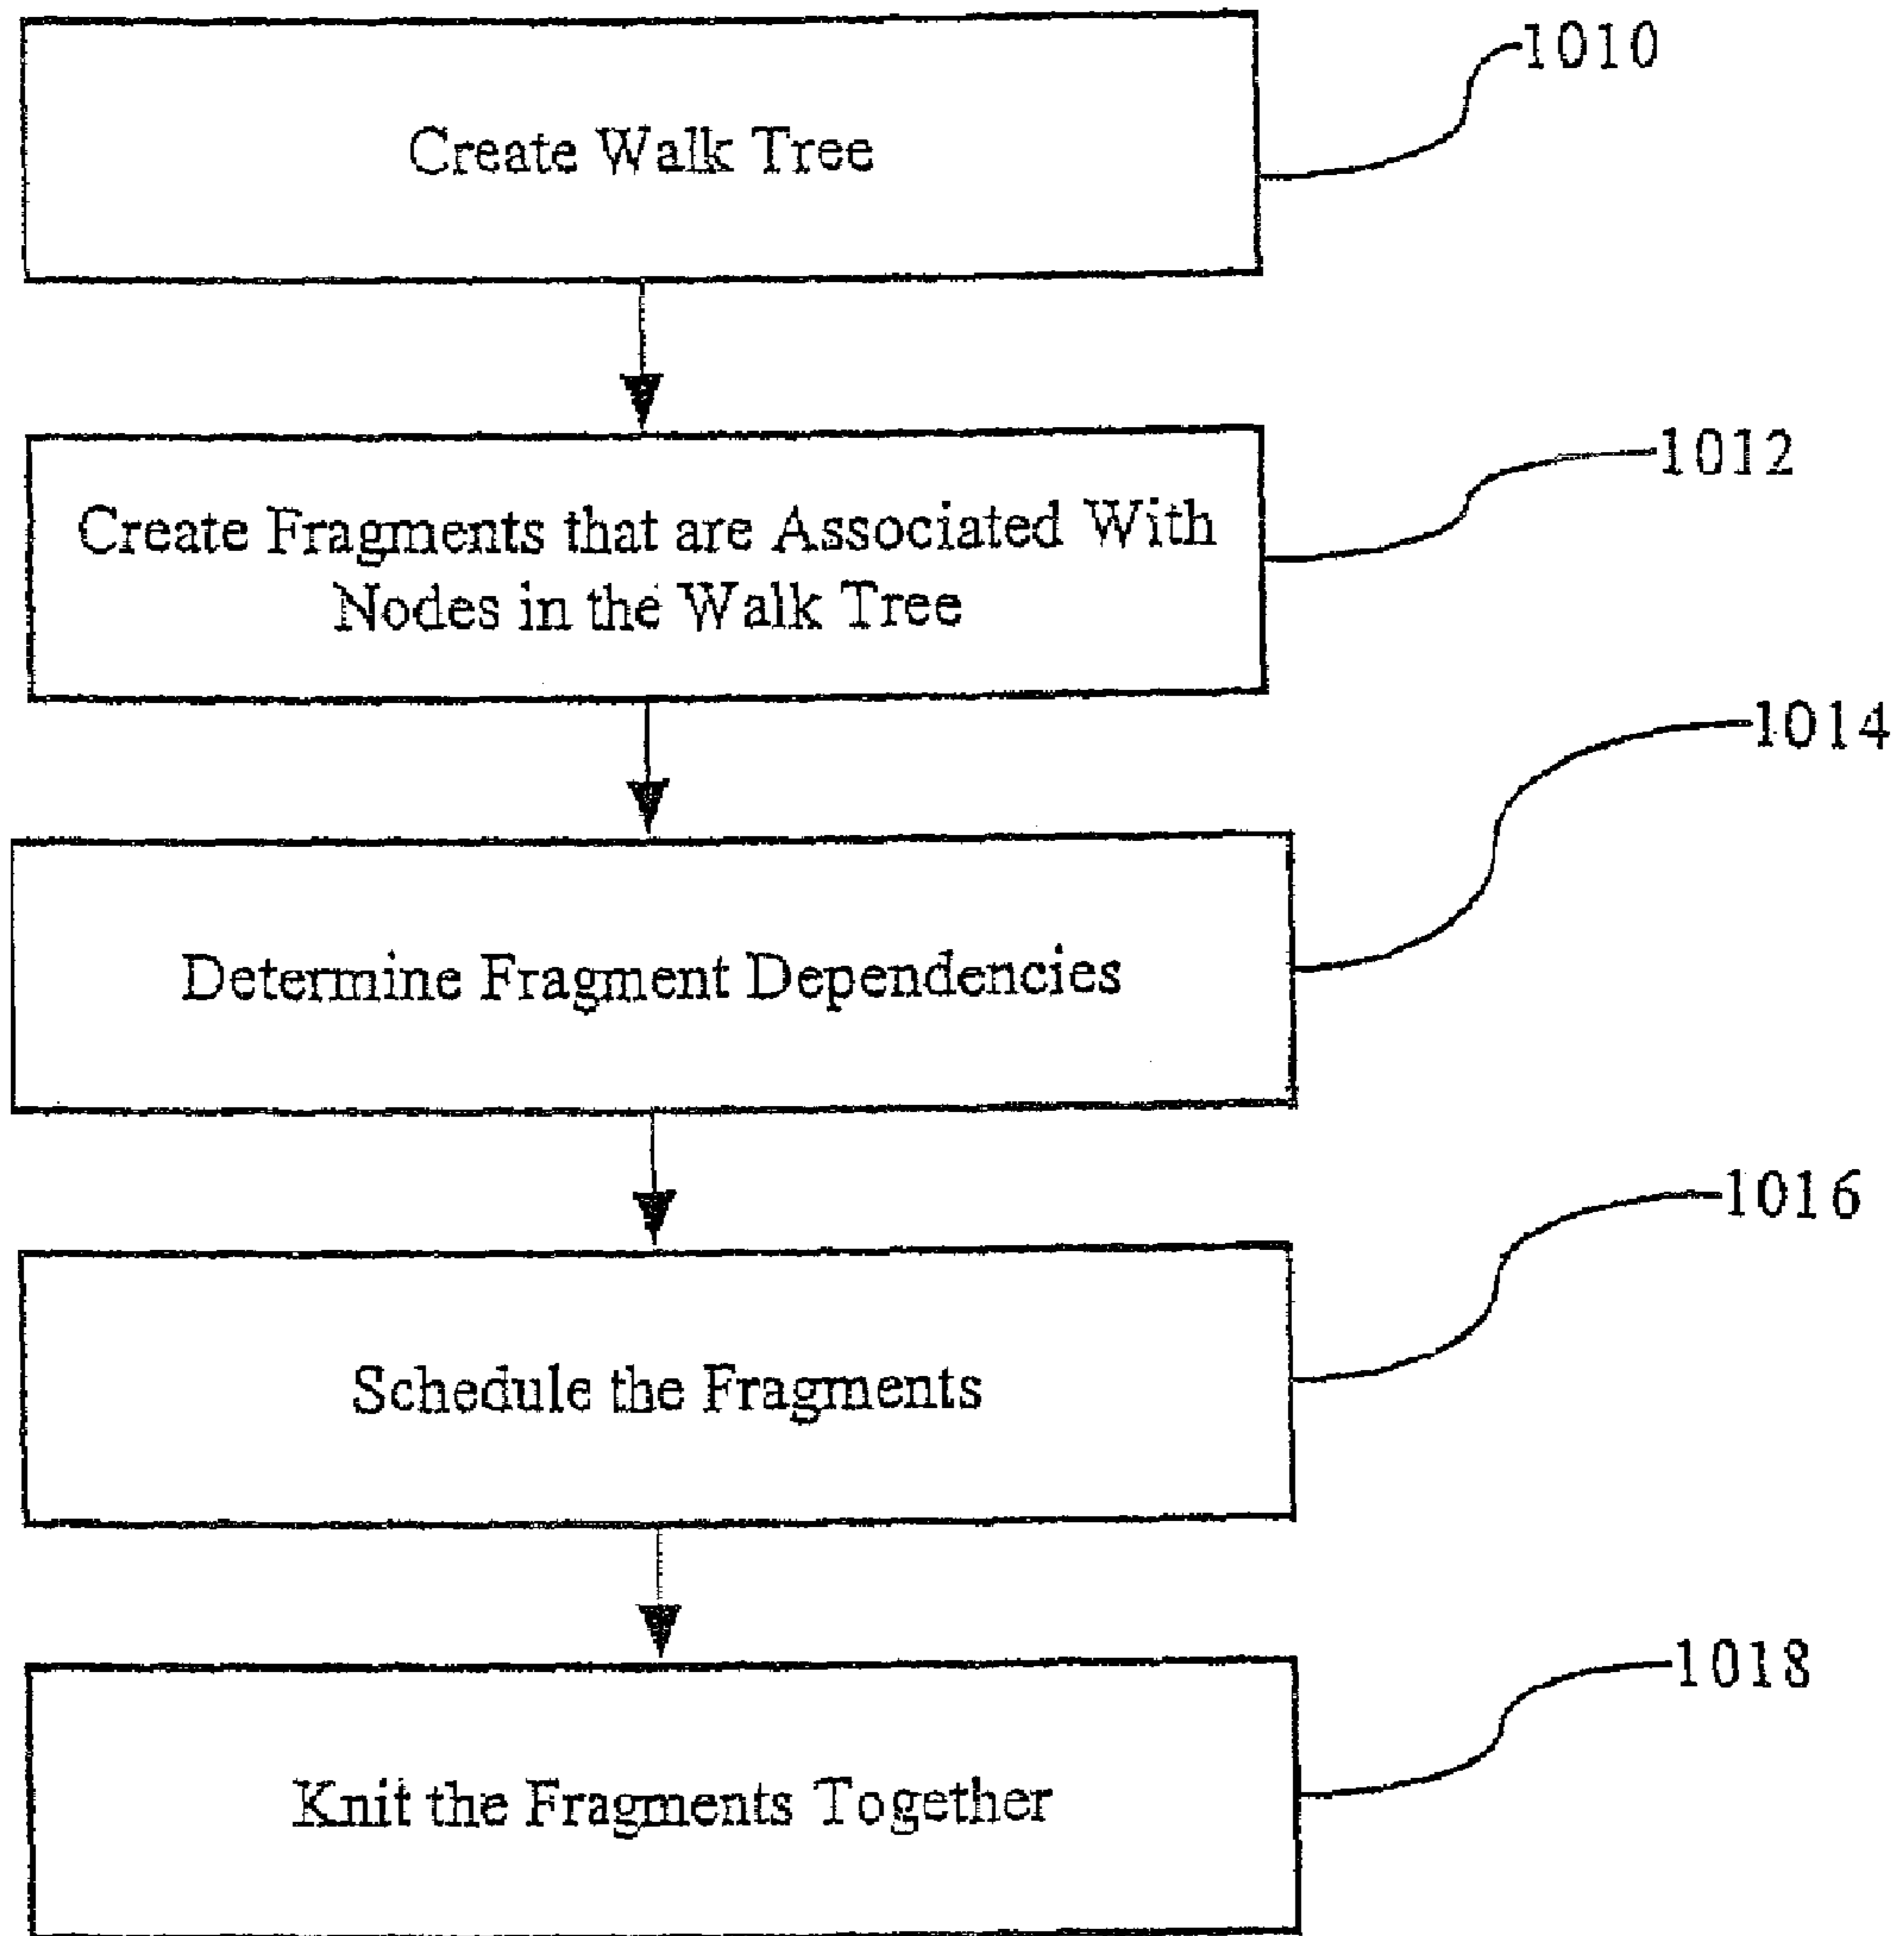 1010
Create Walk Tree
1012
Create Fragments that are Associated With
Nodes in the Walk Tree
1014
Determine Fragment Dependencies
1016
Schedule the Fragments
1018
Knit the Fragments Together